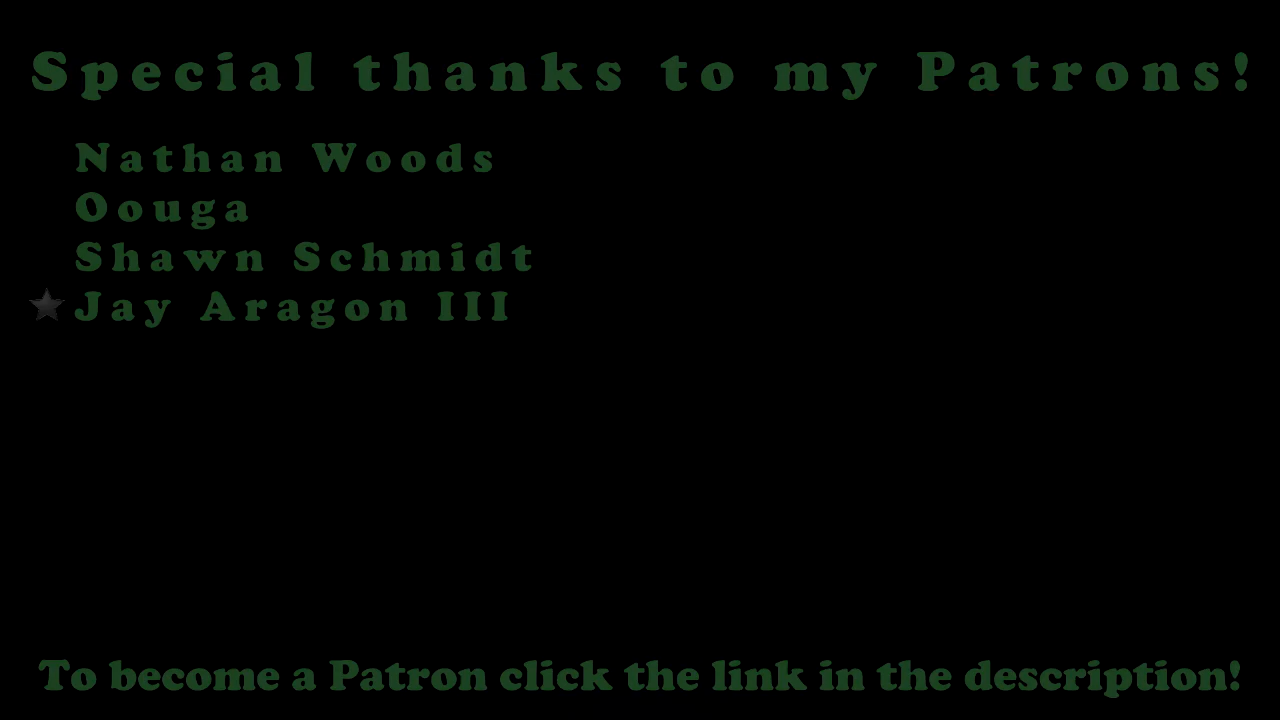 Special thanks to my Patrons!
Nathan Woods
Oouga
Shawn Schmidt
Jay Aragon III
To become a Patron click the link in the description!